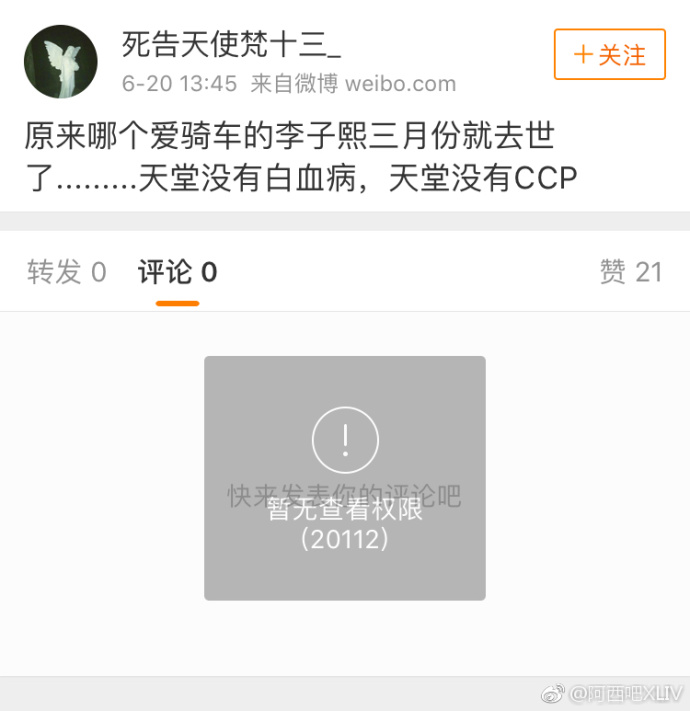 死告天使梵十三_
+关注
6-20 13:45 来自微博 weibo.com
原来哪个爱骑车的李子熙三月份就去世
了.........天堂没有白血病，天堂没有CCP
转发 0 评论 0 赞 21
快来发表你的评论吧
暂无查看权限
（20112）
@阿西吧XLIV